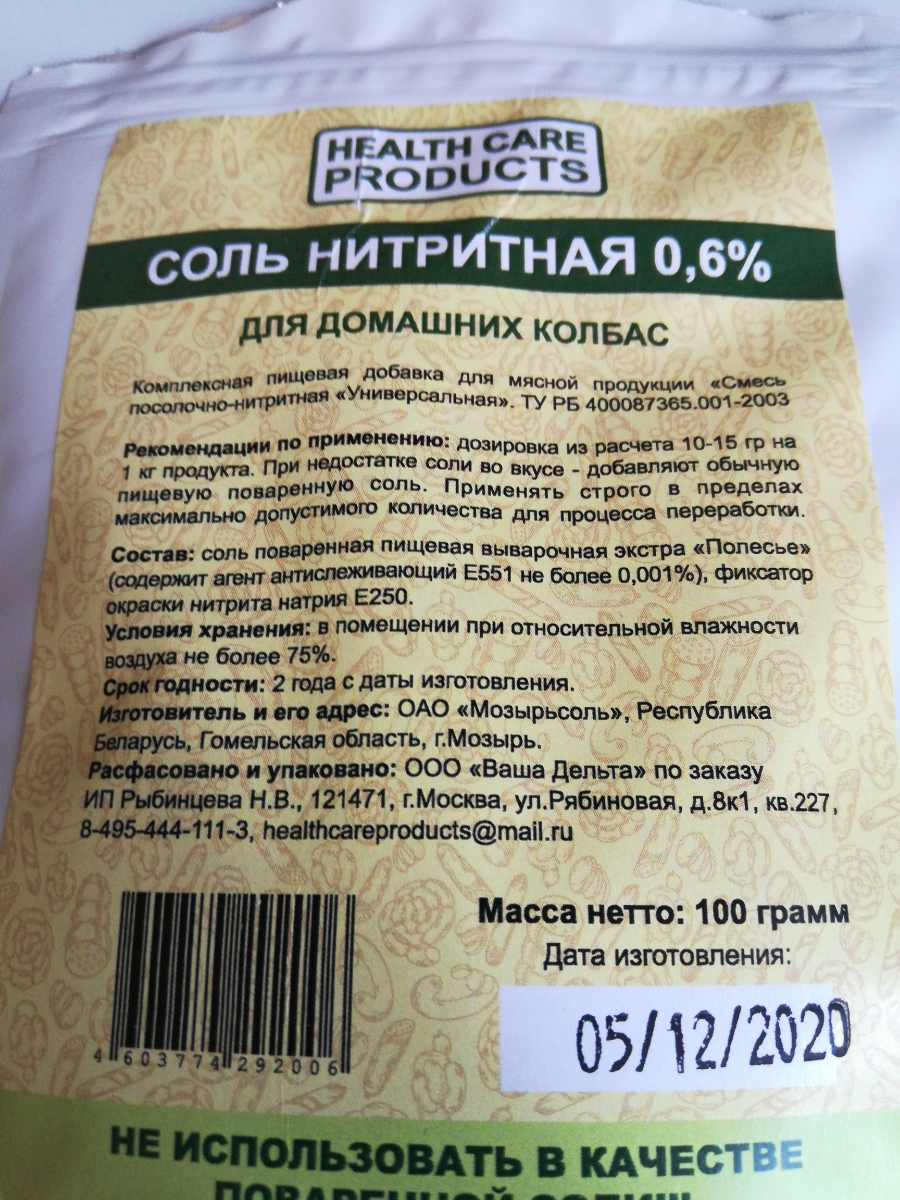 HEALTH CARE
PRODUCTS
СОЛЬ НИТРИТНАЯ 0,6%
ДЛЯ ДОМАШНИХ КОЛБАС
Комплексная пищевая добавка для мясной продукции «Смесь
посолочно-нитритная «Универсальная». ТУ РБ 400087365.001-2003
Рекомендации по применению: дозировка из расчета 10-15 гр на
1 кг продукта. При недостатке соли во вкусе - добавляют обычную
пищевую поваренную соль. Применять строго в пределах
максимально допустимого количества для процесса переработки.
Состав: соль поваренная пищевая выварочная экстра «Полесье»
(содержит агент антислеживающий Е551 не более 0,001%), фиксатор
окраски нитрита натрия Е250.
Условия хранения: в помещении при относительной влажности
воздуха не более 75%.
Срок годности: 2 года с даты изготовления.
Изготовитель и его адрес: ОАО «Мозырьсоль», Республика
Беларусь, Гомельская область, г.Мозырь.
Расфасовано и упаковано: ООО «Ваша Дельта» по заказу
ИП Рыбинцева Н.В., 121471, г.Москва, ул.Рябиновая, д.8к1, кв.227,
8-495-444-111-3, healthcareproducts@mail.ru
Масса нетто: 100 грамм
Дата изготовления:
05/12/2020
4 603774 292006
НЕ ИСПОЛЬЗОВАТЬ В КАЧЕСТВЕ
ПОВАРЕННОЙ СОЛИ!!!